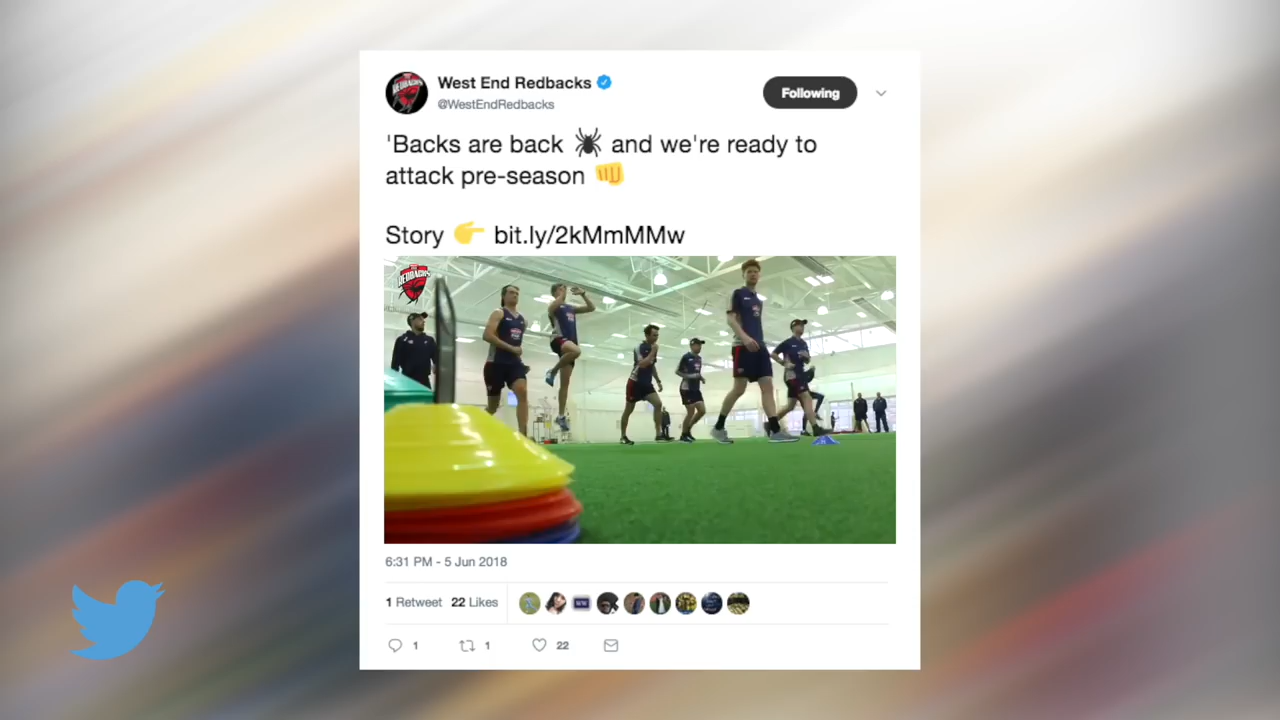 West End Redbacks
@WestEndRedbacks
Following
'Backs are back 🕷 and we're ready to
attack pre-season 👊
Story 👉 bit.ly/2kMmMMw
REDBACKS
6:31 PM - 5 Jun 2018
1 Retweet 22 Likes
1 1 22